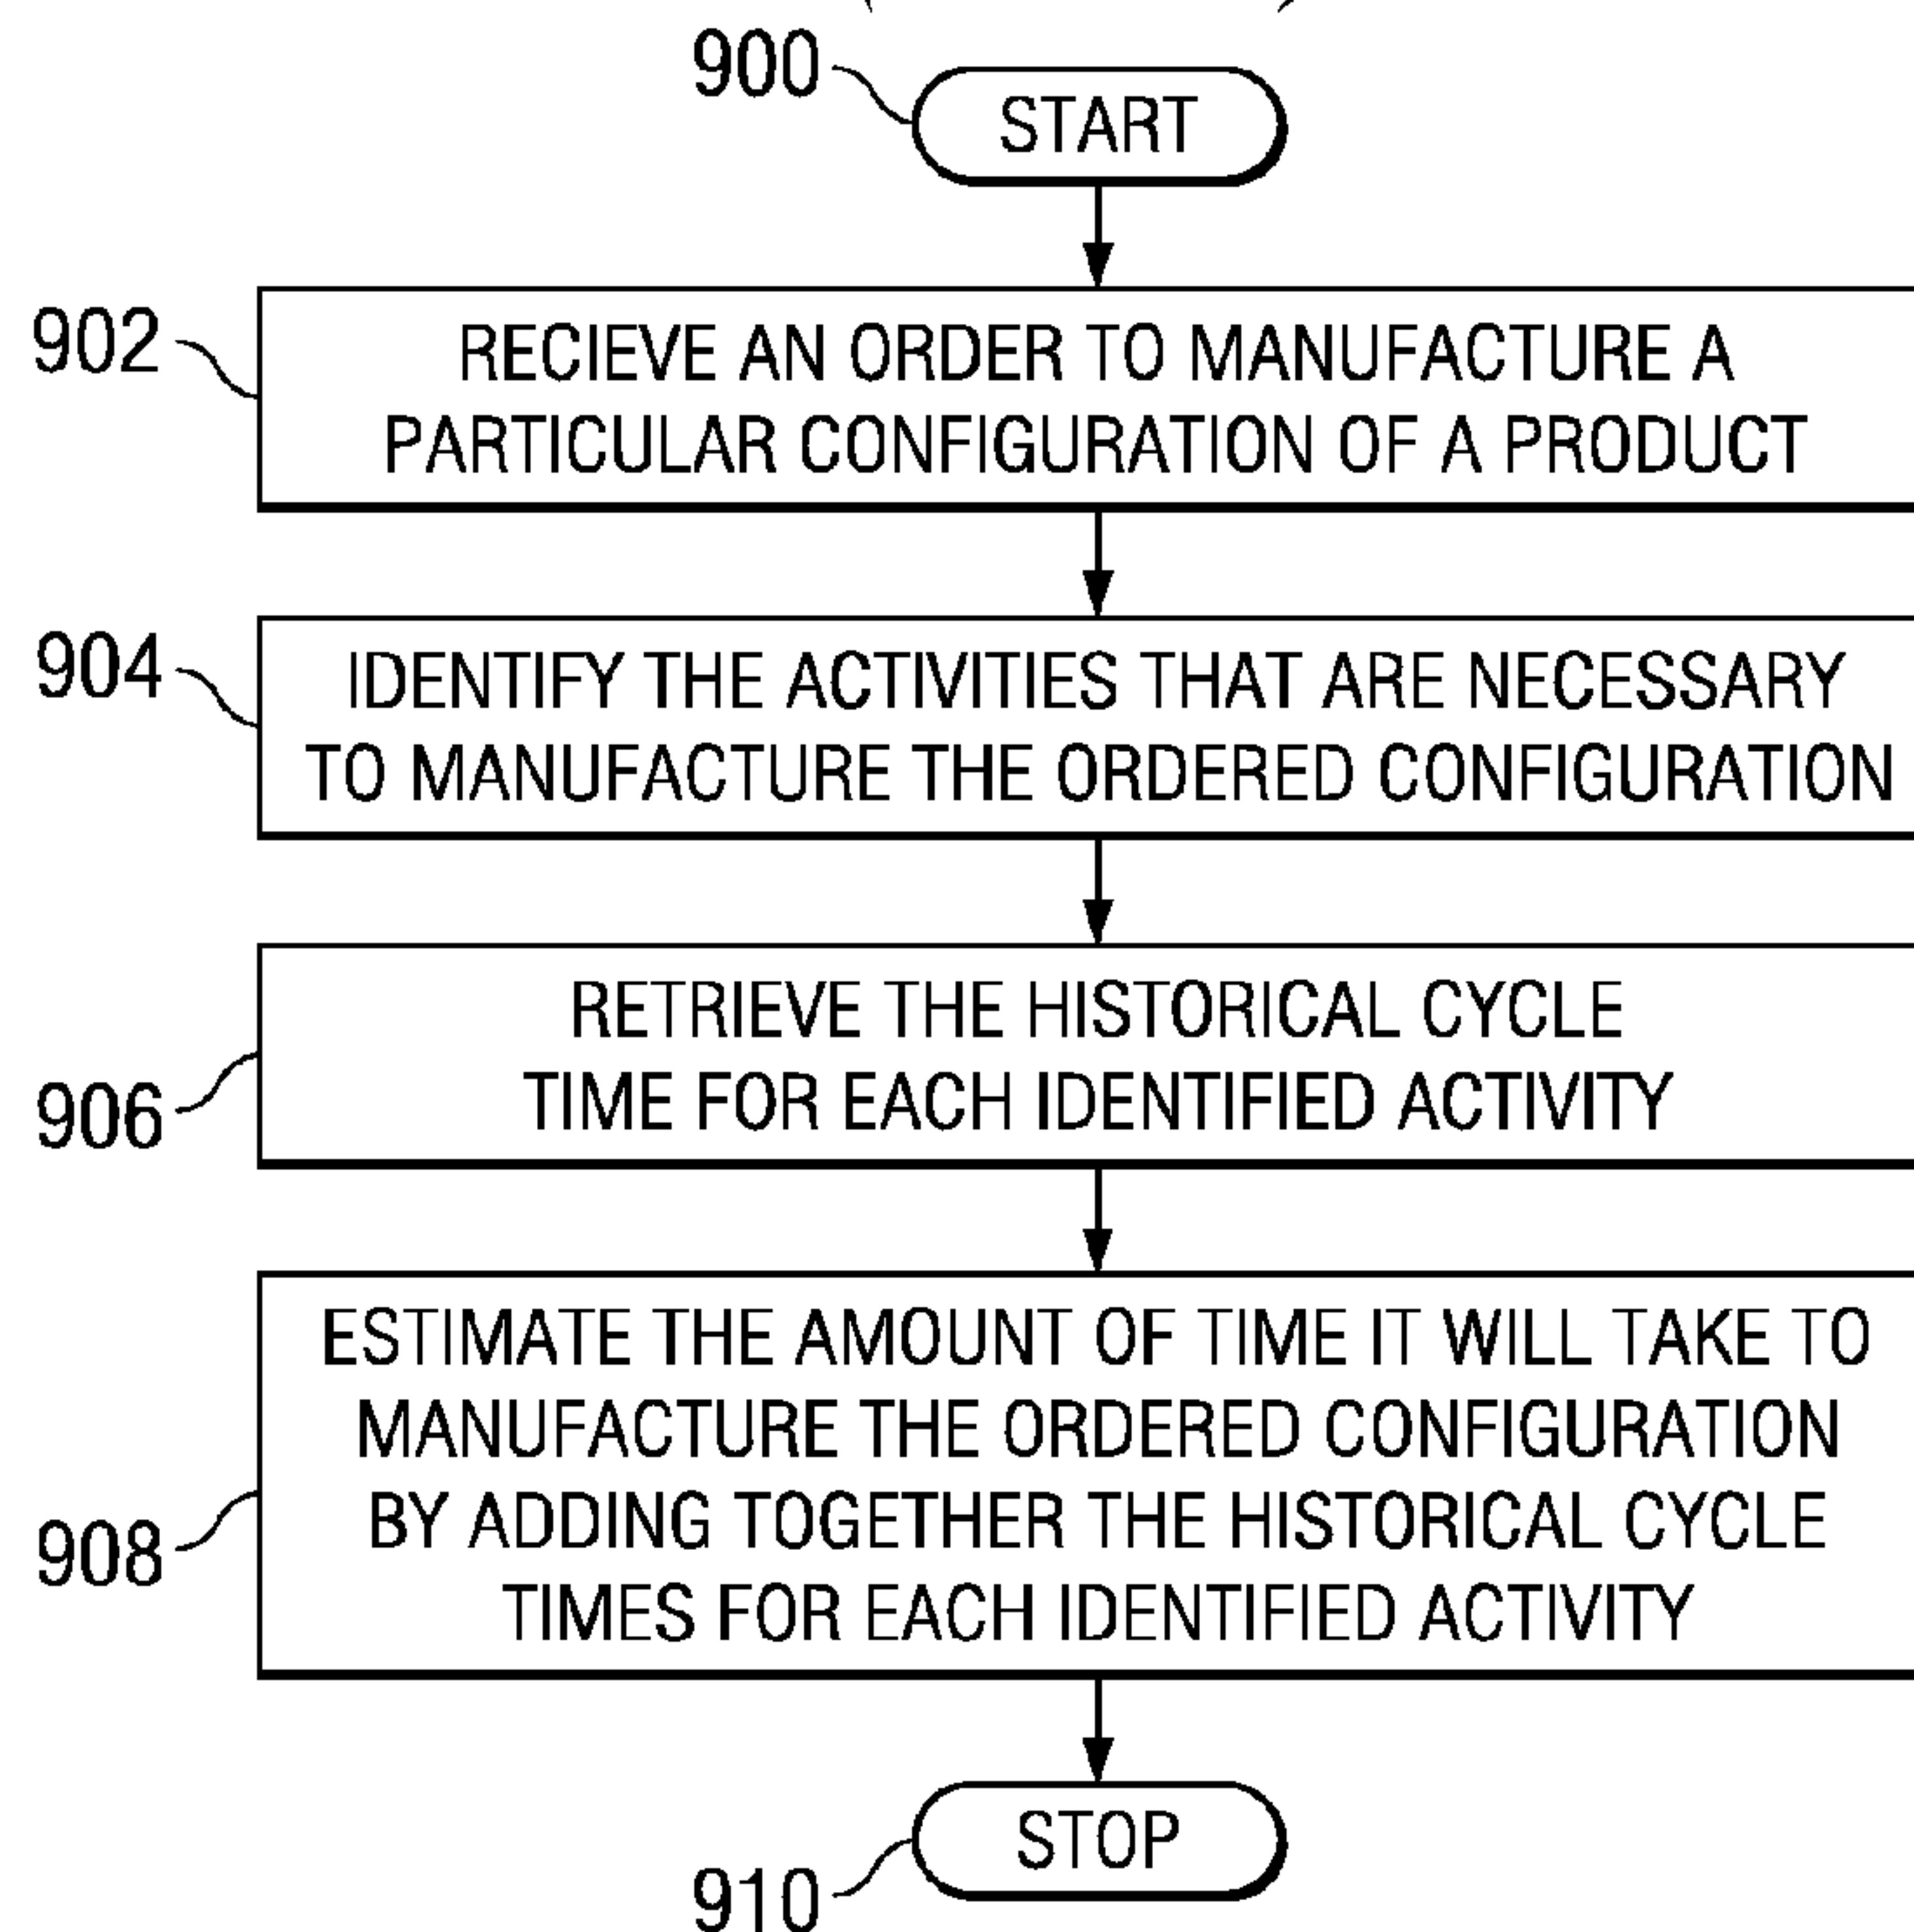 900
START
902
RECIEVE AN ORDER TO MANUFACTURE A
PARTICULAR CONFIGURATION OF A PRODUCT
904
IDENTIFY THE ACTIVITIES THAT ARE NECESSARY
TO MANUFACTURE THE ORDERED CONFIGURATION
RETRIEVE THE HISTORICAL CYCLE
TIME FOR EACH IDENTIFIED ACTIVITY
906
ESTIMATE THE AMOUNT OF TIME IT WILL TAKE TO
MANUFACTURE THE ORDERED CONFIGURATION
BY ADDING TOGETHER THE HISTORICAL CYCLE
TIMES FOR EACH IDENTIFIED ACTIVITY
908
STOP
910